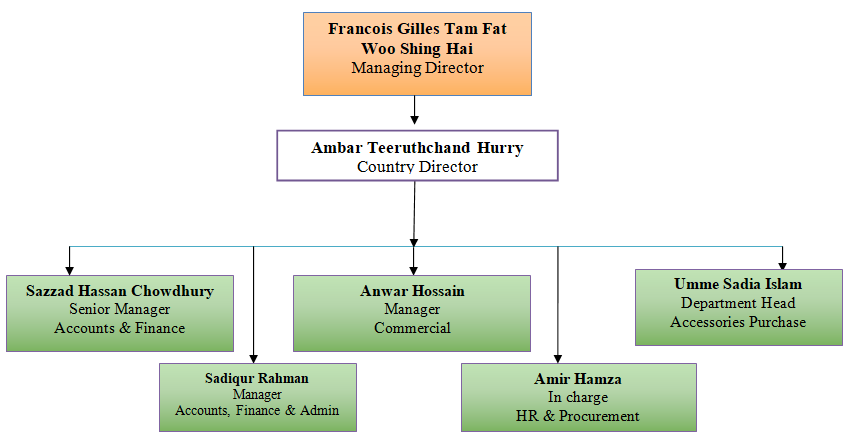 Francois Gilles Tam Fat
Woo Shing Hai
Managing Director
Ambar Teeruthchand Hurry
Country Director
Sazzad Hassan Chowdhury
Senior Manager
Accounts & Finance
Anwar Hossain
Manager
Commercial
Umme Sadia Islam
Department Head
Accessories Purchase
Sadiqur Rahman
Manager
Accounts, Finance & Admin
Amir Hamza
In charge
HR & Procurement